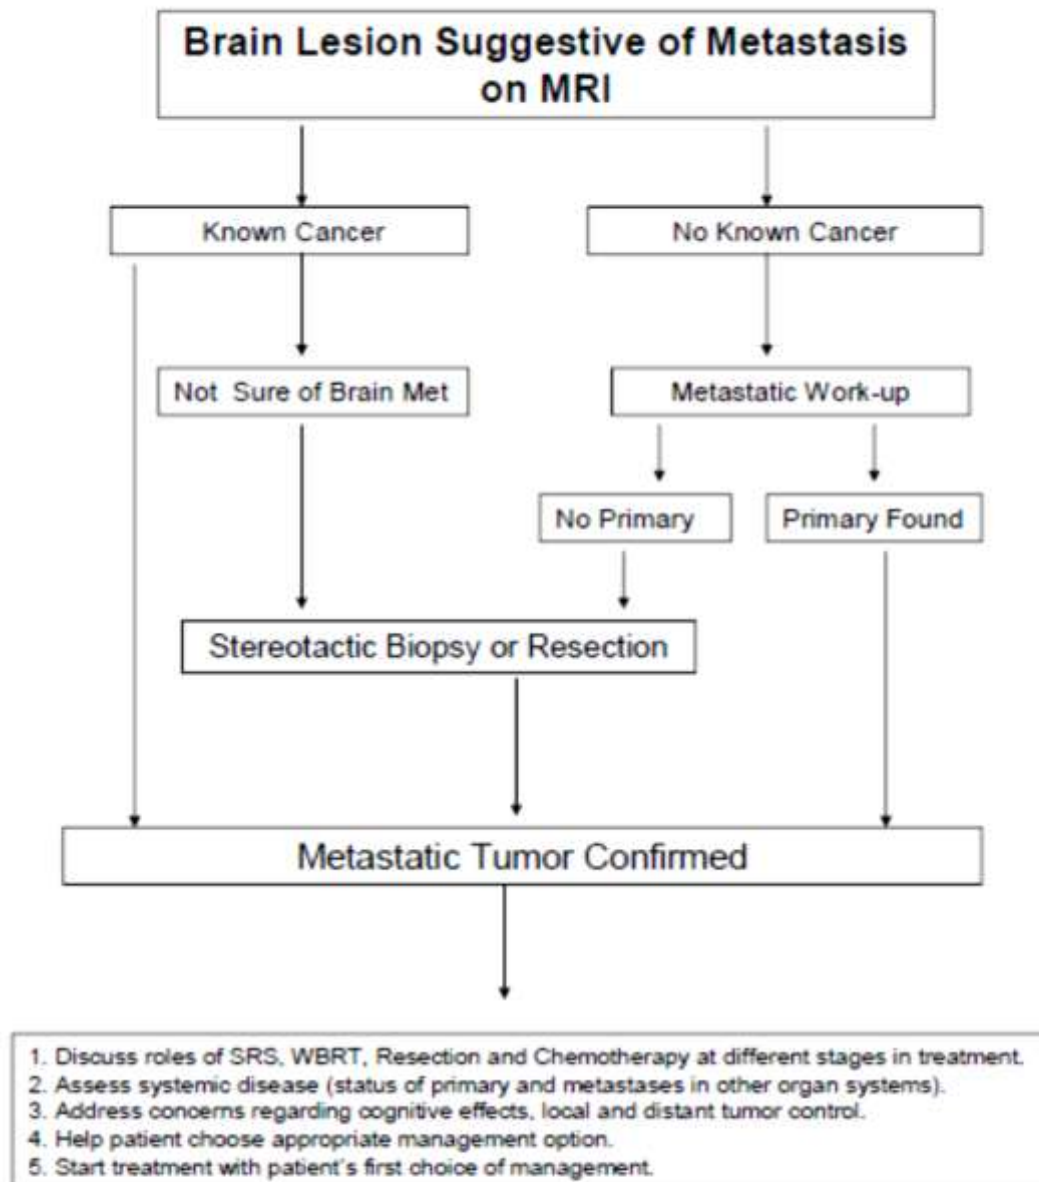 Brain Lesion Suggestive of Metastasis
on MRI
Known Cancer
No Known Cancer
Not Sure of Brain Met
Metastatic Work-up
No Primary
Primary Found
Stereotactic Biopsy or Resection
Metastatic Tumor Confirmed
1. Discuss roles of SRS, WBRT, Resection and Chemotherapy at different stages in treatment.
2. Assess systemic disease (status of primary and metastases in other organ systems).
3. Address concerns regarding cognitive effects, local and distant tumor control.
4. Help patient choose appropriate management option.
5. Start treatment with patient's first choice of management.